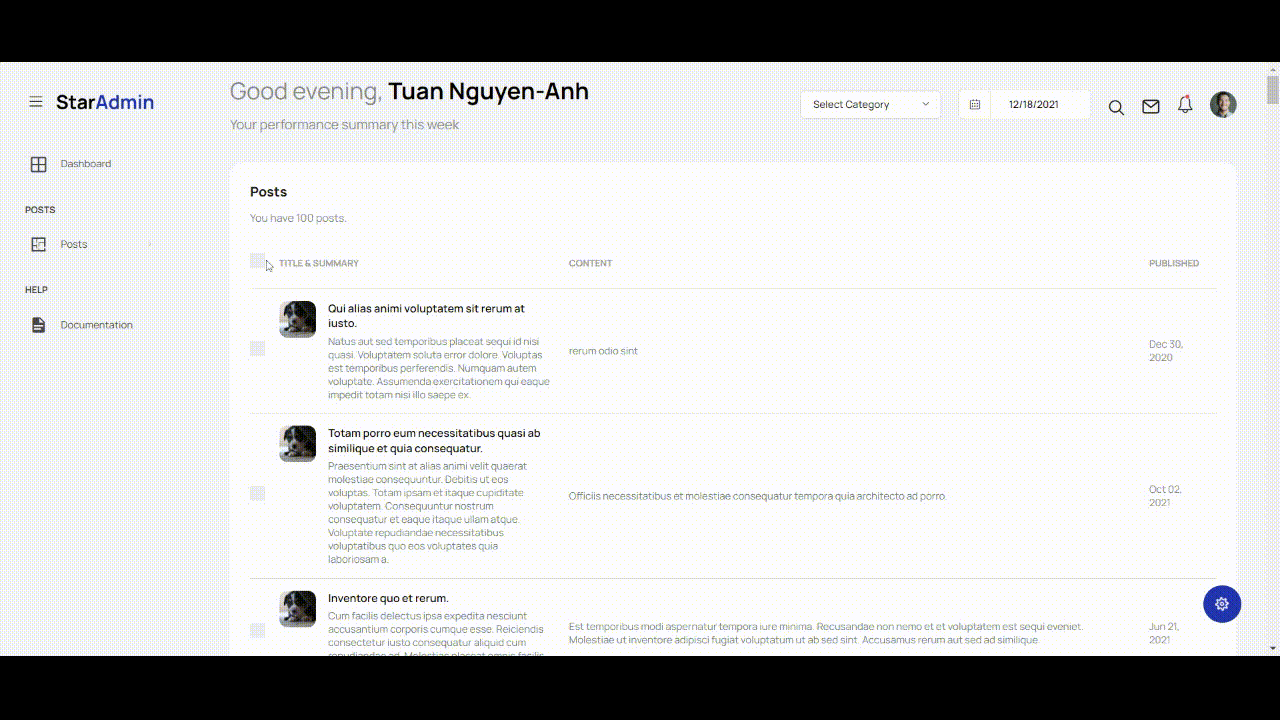 StarAdmin
Good evening, Tuan Nguyen-Anh
Your performance summary this week
Select Category
12/18/2021
Dashboard
POSTS
Posts
HELP
Documentation
Posts
You have 100 posts.
TITLE & SUMMARY
CONTENT
PUBLISHED
Qui alias animi voluptatem sit rerum at
iusto.
Natus aut sed temporibus placeat sequi id nisi
quasi. Voluptatem soluta error dolore. Voluptas
est temporibus perferendis. Numquam autem
voluptate. Assumenda exercitationem qui eaque
impedit totam nisi illo saepe ex.
rerum odio sint
Dec 30,
2020
Totam porro eum necessitatibus quasi ab
similique et quia consequatur.
Praesentium sint at alias animi velit quaerat
molestiae consequuntur. Debitis ut eos
voluptas. Totam ipsam et itaque cupiditate
voluptatem. Consequuntur nostrum
consequatur et eaque itaque ullam atque.
Voluptate repudiandae necessitatibus
voluptatibus quo eos voluptates quia
laboriosam a.
Officiis necessitatibus et molestiae consequatur tempora quia architecto ad porro.
Oct 02,
2021
Inventore quo et rerum.
Cum facilis delectus ipsa expedita nesciunt
accusantium corporis cumque esse. Reiciendis
consectetur iusto consequatur aliquid cum
repudiandae ad. Molestias placeat omnis facilis
Est temporibus modi aspernatur tempora iure minima. Recusandae non nemo et voluptatem est sequi eveniet.
Molestiae ut inventore adipisci fugiat voluptatum ut ab sed sint. Accusamus rerum aut sed ad similique.
Jun 21,
2021